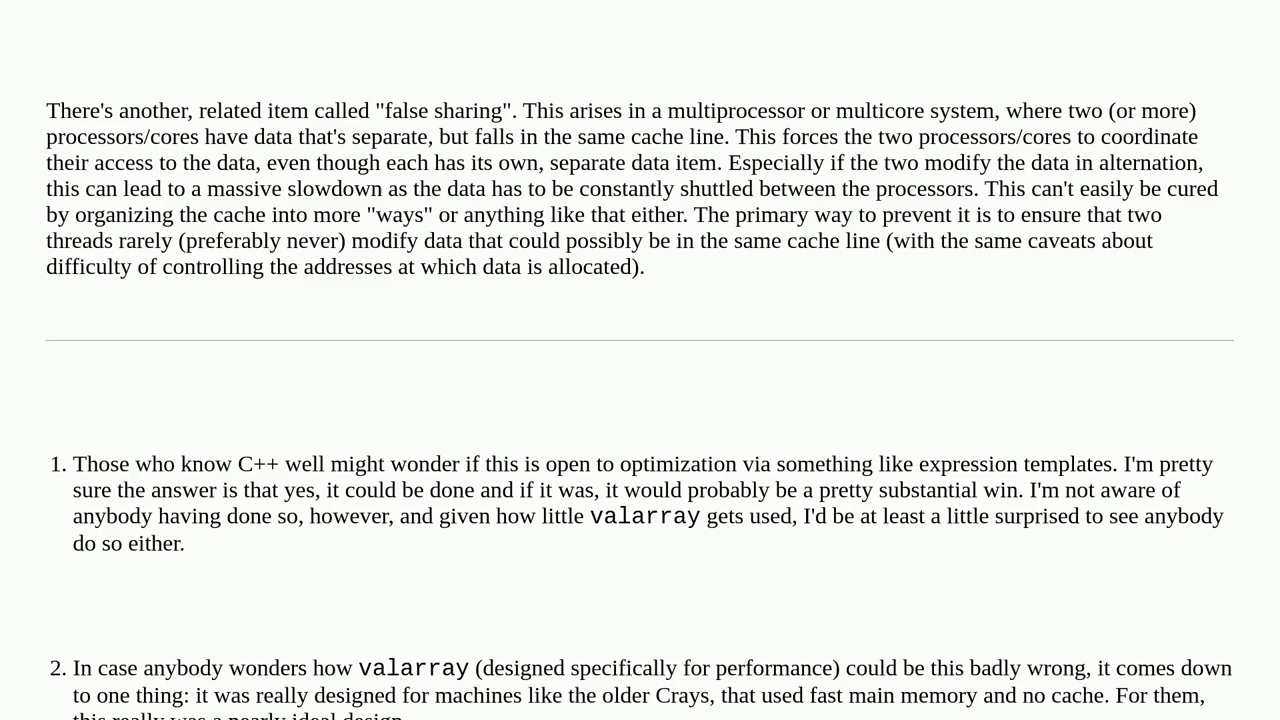 There's another, related item called "false sharing". This arises in a multiprocessor or multicore system, where two (or more)
processors/cores have data that's separate, but falls in the same cache line. This forces the two processors/cores to coordinate
their access to the data, even though each has its own, separate data item. Especially if the two modify the data in alternation,
this can lead to a massive slowdown as the data has to be constantly shuttled between the processors. This can't easily be cured
by organizing the cache into more "ways" or anything like that either. The primary way to prevent it is to ensure that two
threads rarely (preferably never) modify data that could possibly be in the same cache line (with the same caveats about
difficulty of controlling the addresses at which data is allocated).
1. Those who know C++ well might wonder if this is open to optimization via something like expression templates. I'm pretty
sure the answer is that yes, it could be done and if it was, it would probably be a pretty substantial win. I'm not aware of
anybody having done so, however, and given how little valarray gets used, I'd be at least a little surprised to see anybody
do so either.
2. In case anybody wonders how valarray (designed specifically for performance) could be this badly wrong, it comes down
to one thing: it was really designed for machines like the older Crays, that used fast main memory and no cache. For them,
this really was a nearly ideal design.